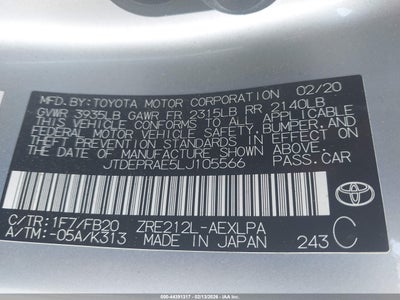 MFD.BY:TOYOTA MOTOR CORPORATION 02/20
GVWR 3935LB GAWR FR 2315LB RR 2140LB
THIS VEHICLE CONFORMS TO ALL APPLICABLE
FEDERAL MOTOR VEHICLE SAFETY, BUMPER, AND
THEFT PREVENTION STANDARDS IN EFFECT ON
THE DATE OF MANUFACTURE SHOWN ABOVE.
JTDEPRAE5LJ105566 PASS.CAR
C/TR:1F7/FB20 ZRE212L-AEXLPA
A/TM:-05A/K313 MADE IN JAPAN 243 C
TOYOTA
000-44391317 - 02/13/2026 - IAAI.COM